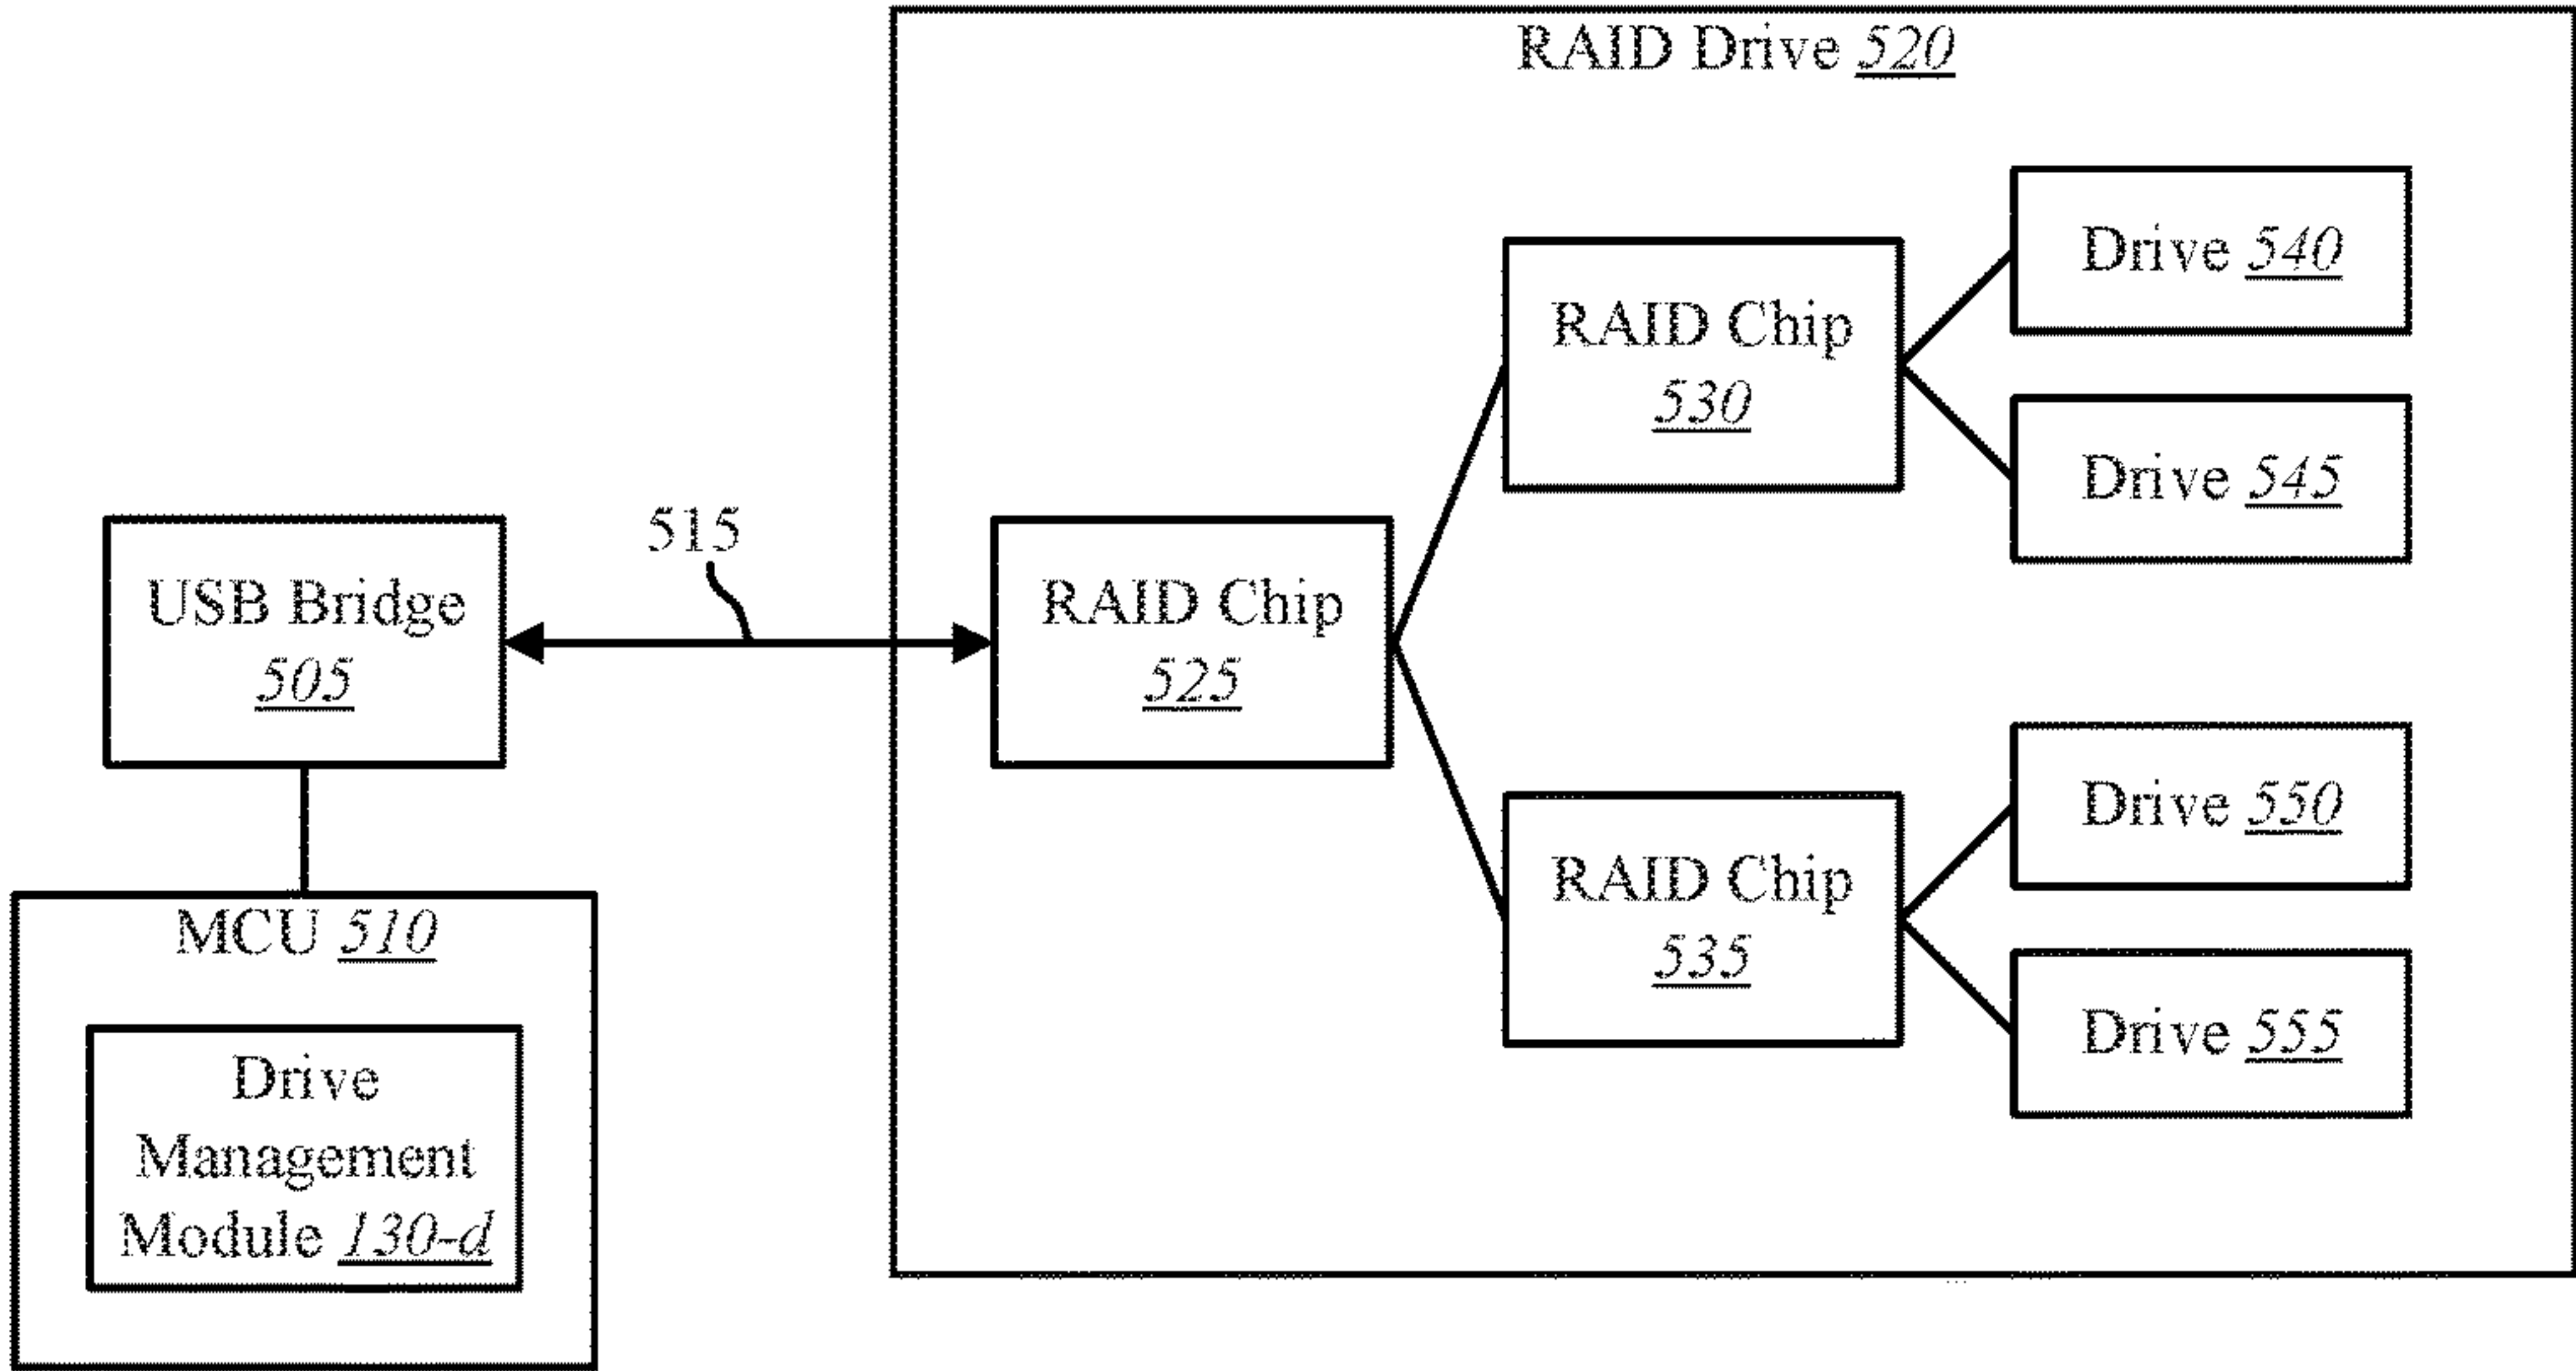 RAID Drive 520
Drive 540
RAID Chip
530
Drive 545
515
USB Bridge
505
RAID Chip
525
Drive 550
RAID Chip
535
Drive 555
MCU 510
Drive
Management
Module 130-d